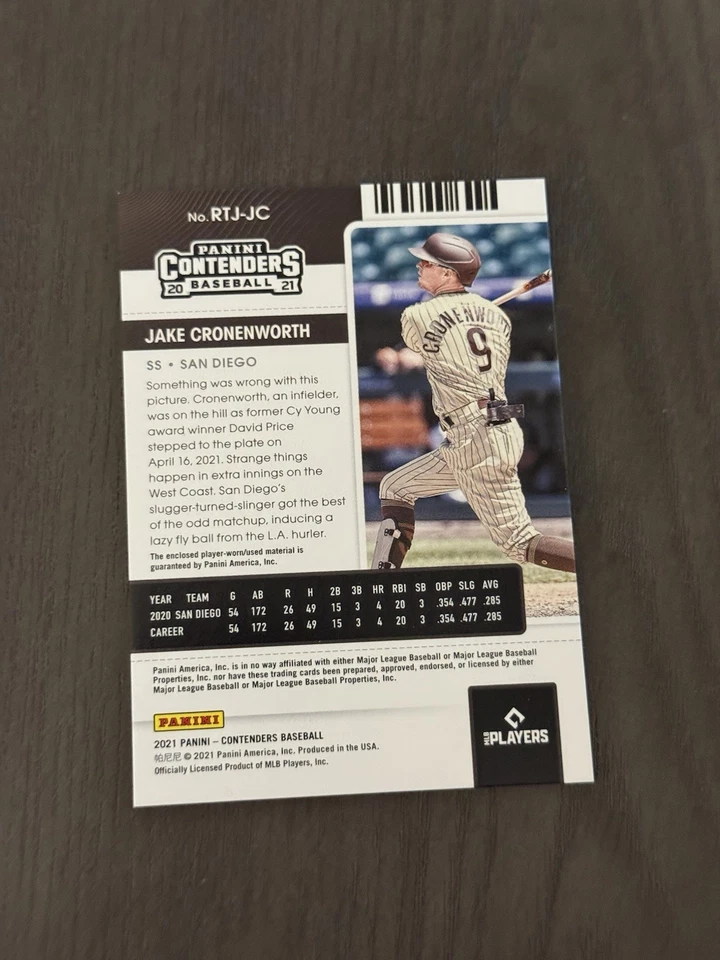 No. RTJ-JC
PANINI
CONTENDERS
20 BASEBALL 21
JAKE CRONENWORTH
SS • SAN DIEGO
Something was wrong with this
picture. Cronenworth, an infielder,
was on the hill as former Cy Young
award winner David Price
stepped to the plate on
April 16, 2021. Strange things
happen in extra innings on the
West Coast. San Diego's
slugger-turned-slinger got the best
of the odd matchup, inducing a
lazy fly ball from the L.A. hurler.
The enclosed player-worn/used material is
guaranteed by Panini America, Inc.
CRONENWORTH
9
YEAR TEAM G AB R H 2B 3B HR RBI SB OBP SLG AVG
2020 SAN DIEGO 54 172 26 49 15 3 4 20 3 .354 .477 .285
CAREER 54 172 26 49 15 3 4 20 3 .354 .477 .285
Panini America, Inc. is in no way affiliated with either Major League Baseball or Major League Baseball
Properties, Inc. nor have these trading cards been prepared, approved, endorsed, or licensed by either
Major League Baseball or Major League Baseball Properties, Inc.
PANINI
2021 PANINI – CONTENDERS BASEBALL
帕尼尼 © 2021 Panini America, Inc. Produced in the USA.
Officially Licensed Product of MLB Players, Inc.
MLB PLAYERS